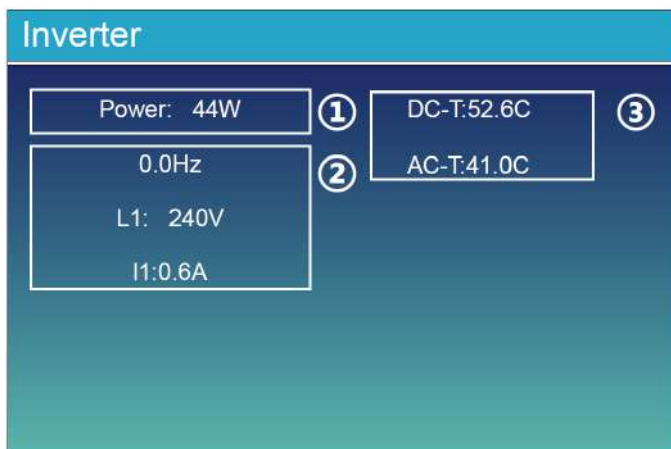 Inverter
Power: 44W
①
0.0Hz
L1: 240V
I1:0.6A
②
DC-T:52.6C
AC-T:41.0C
③